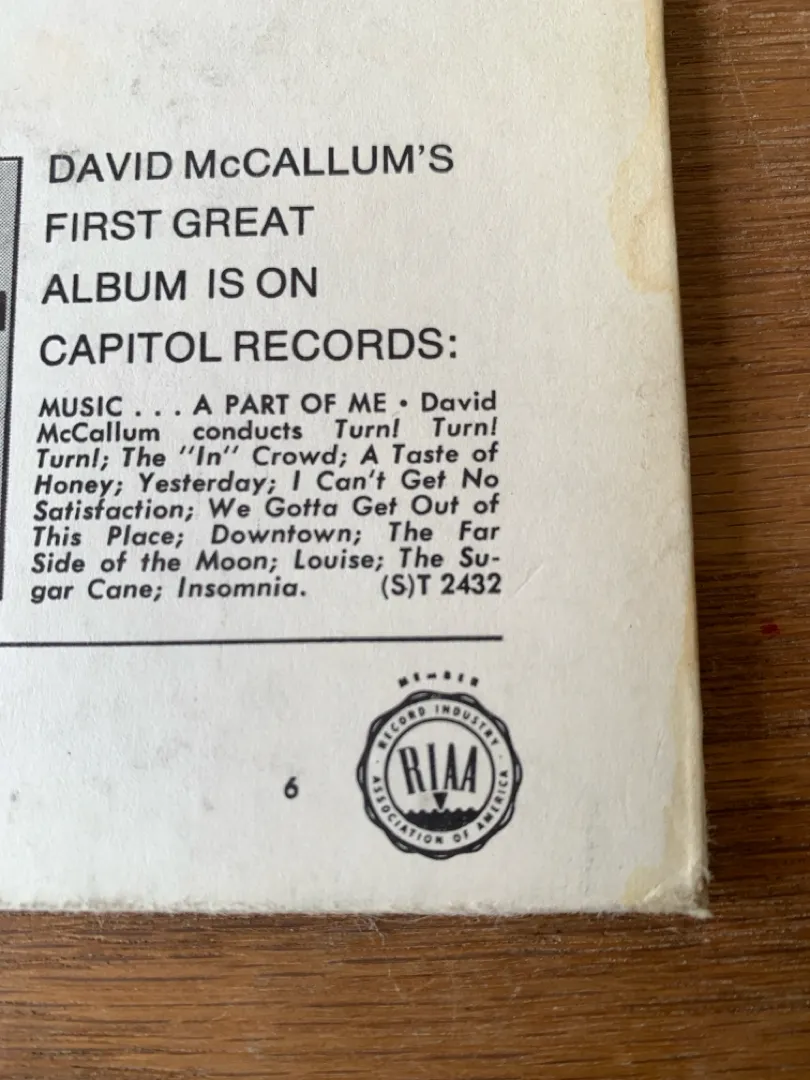 DAVID McCALLUM'S
FIRST GREAT
ALBUM IS ON
CAPITOL RECORDS:
MUSIC . . . A PART OF ME • David
McCallum conducts Turn! Turn!
Turn!; The "In" Crowd; A Taste of
Honey; Yesterday; I Can't Get No
Satisfaction; We Gotta Get Out of
This Place; Downtown; The Far
Side of the Moon; Louise; The Su-
gar Cane; Insomnia. (S)T 2432
MEMBER
RECORD INDUSTRY
RIAA
ASSOCIATION OF AMERICA
6